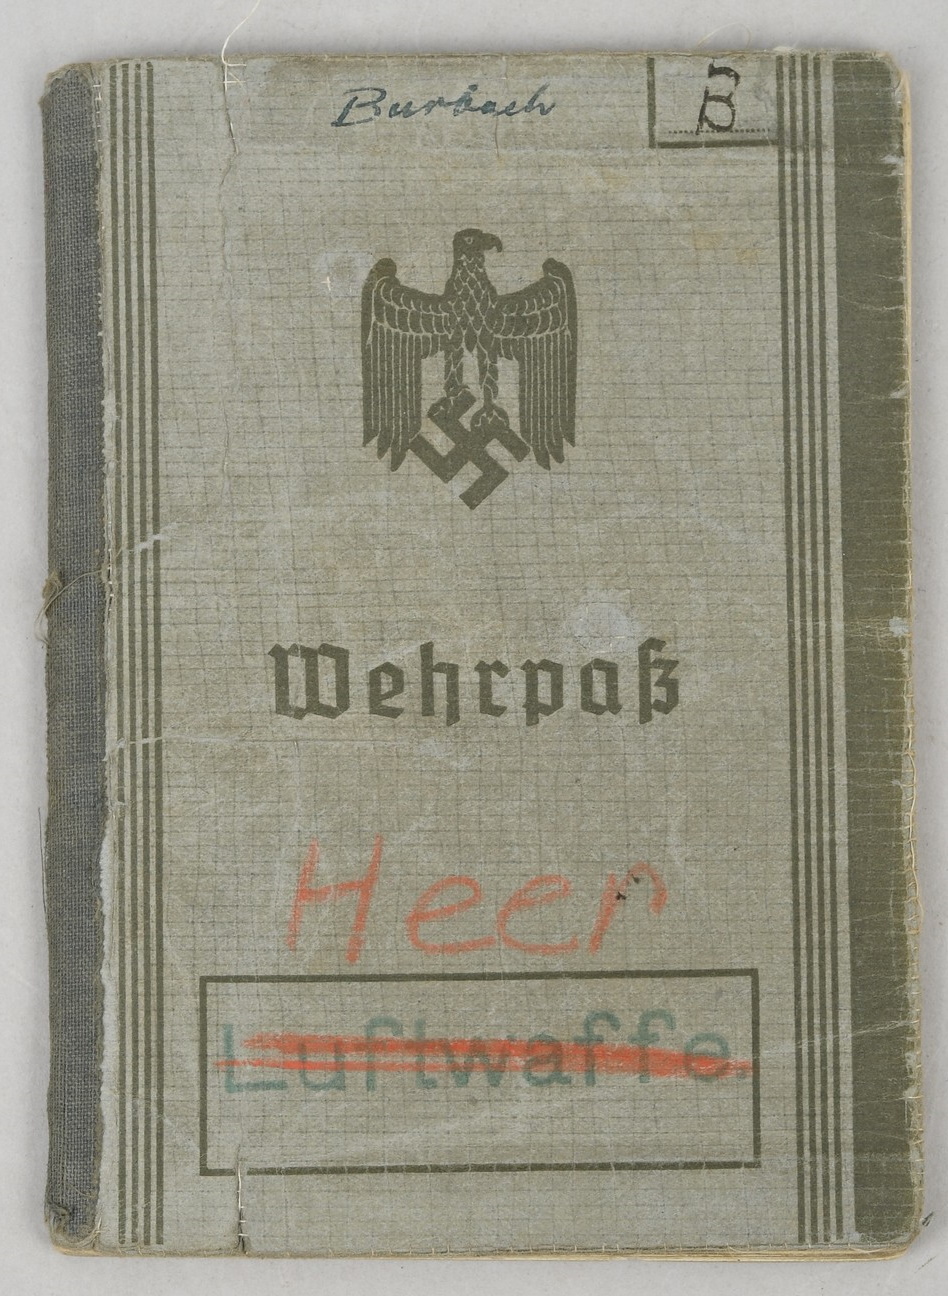 Burbach
B
Wehrpaß
Heer
Luftwaffe.